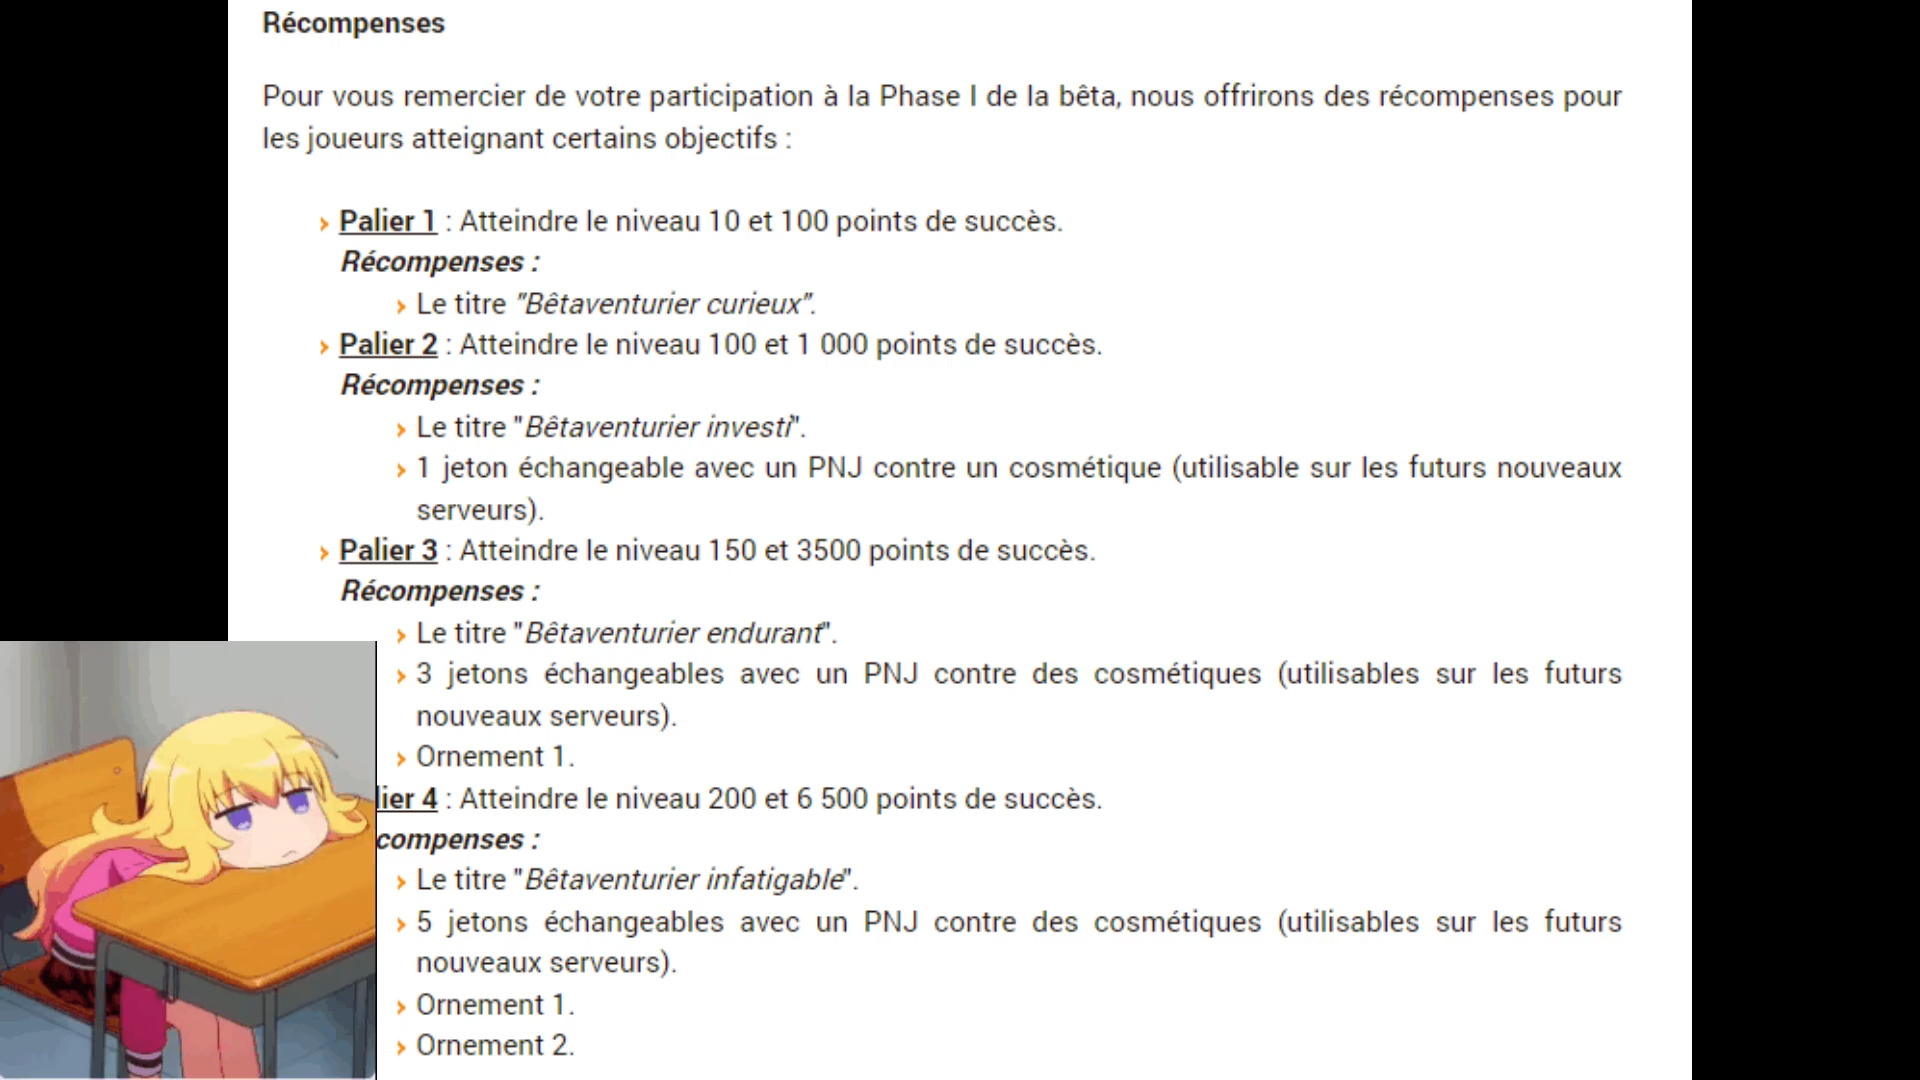 Récompenses
Pour vous remercier de votre participation à la Phase I de la bêta, nous offrirons des récompenses pour
les joueurs atteignant certains objectifs :
› Palier 1 : Atteindre le niveau 10 et 100 points de succès.
Récompenses :
› Le titre "Bêtaventurier curieux".
› Palier 2 : Atteindre le niveau 100 et 1 000 points de succès.
Récompenses :
› Le titre "Bêtaventurier investi".
› 1 jeton échangeable avec un PNJ contre un cosmétique (utilisable sur les futurs nouveaux
serveurs).
› Palier 3 : Atteindre le niveau 150 et 3500 points de succès.
Récompenses :
› Le titre "Bêtaventurier endurant".
› 3 jetons échangeables avec un PNJ contre des cosmétiques (utilisables sur les futurs
nouveaux serveurs).
› Ornement 1.
lier 4 : Atteindre le niveau 200 et 6 500 points de succès.
compenses :
› Le titre "Bêtaventurier infatigable".
› 5 jetons échangeables avec un PNJ contre des cosmétiques (utilisables sur les futurs
nouveaux serveurs).
› Ornement 1.
› Ornement 2.